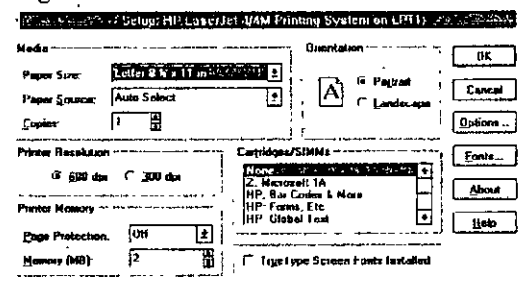 Setup: HP LaserJet 4/4M Printing System on LPT1:
Media
Paper Size: Letter 8 ½ x 11 in
Paper Source: Auto Select
Copies: 1
Orientation
A
Portrait
Landscape
OK
Cancel
Options...
Fonts...
About
Help
Printer Resolution
600 dpi 300 dpi
Printer Memory
Page Protection: Off
Memory (MB): 2
Cartridges/SIMMs
None
Z: Microsoft 1A
HP: Bar Codes & More
HP: Forms, Etc.
HP: Global Text
TrueType Screen Fonts Installed